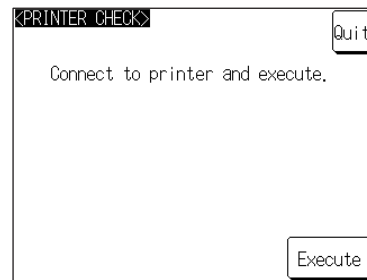 <PRINTER CHECK>
Quit
Connect to printer and execute.
Execute